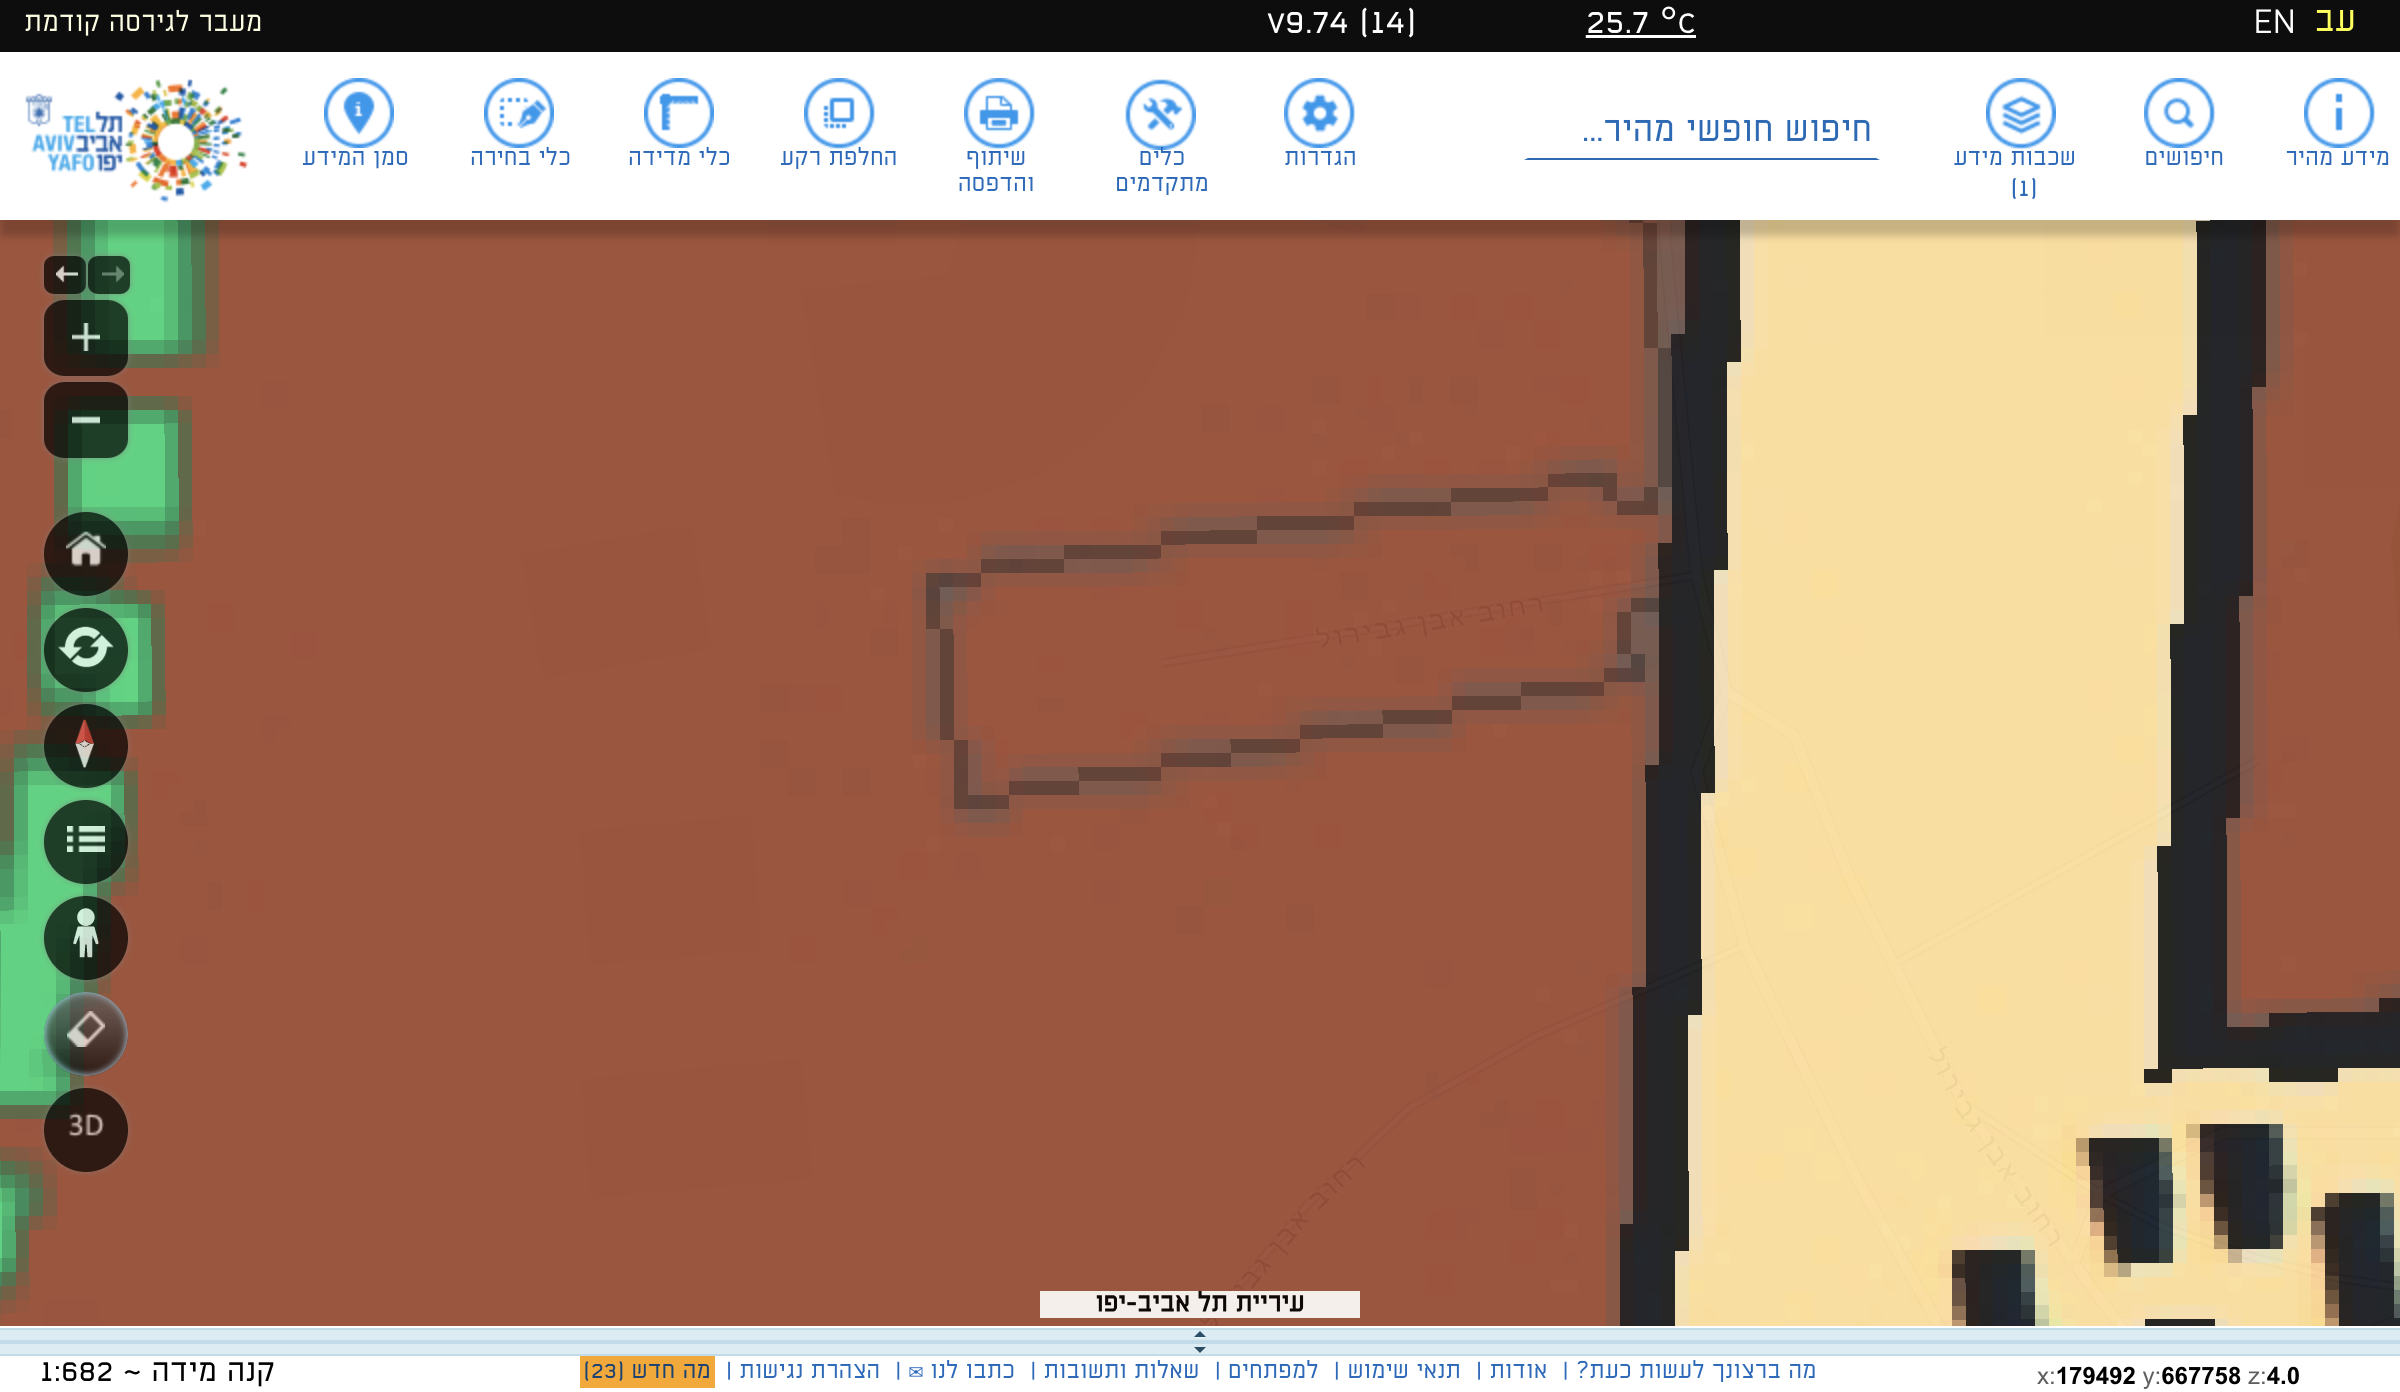 עב EN
25.7 °C
V9.74 (14)
מעבר לגירסה קודמת
מידע מהיר
חיפושים
שכבות מידע
(1)
חיפוש חופשי מהיר...
הגדרות
כלים
מתקדמים
שיתוף
והדפסה
החלפת רקע
כלי מדידה
כלי בחירה
סמן המידע
תל TEL
אביב AVIV
יפו YAFO
רחוב אבן גבירול
רחוב אבן גבירול
רחוב אבן גבי
3D
עיריית תל אביב-יפו
x:179492 y:667758 z:4.0
מה ברצונך לעשות כעת? | אודות | תנאי שימוש | למפתחים | שאלות ותשובות | כתבו לנו ✉ | הצהרת נגישות | מה חדש (23)
קנה מידה ~ 1:682